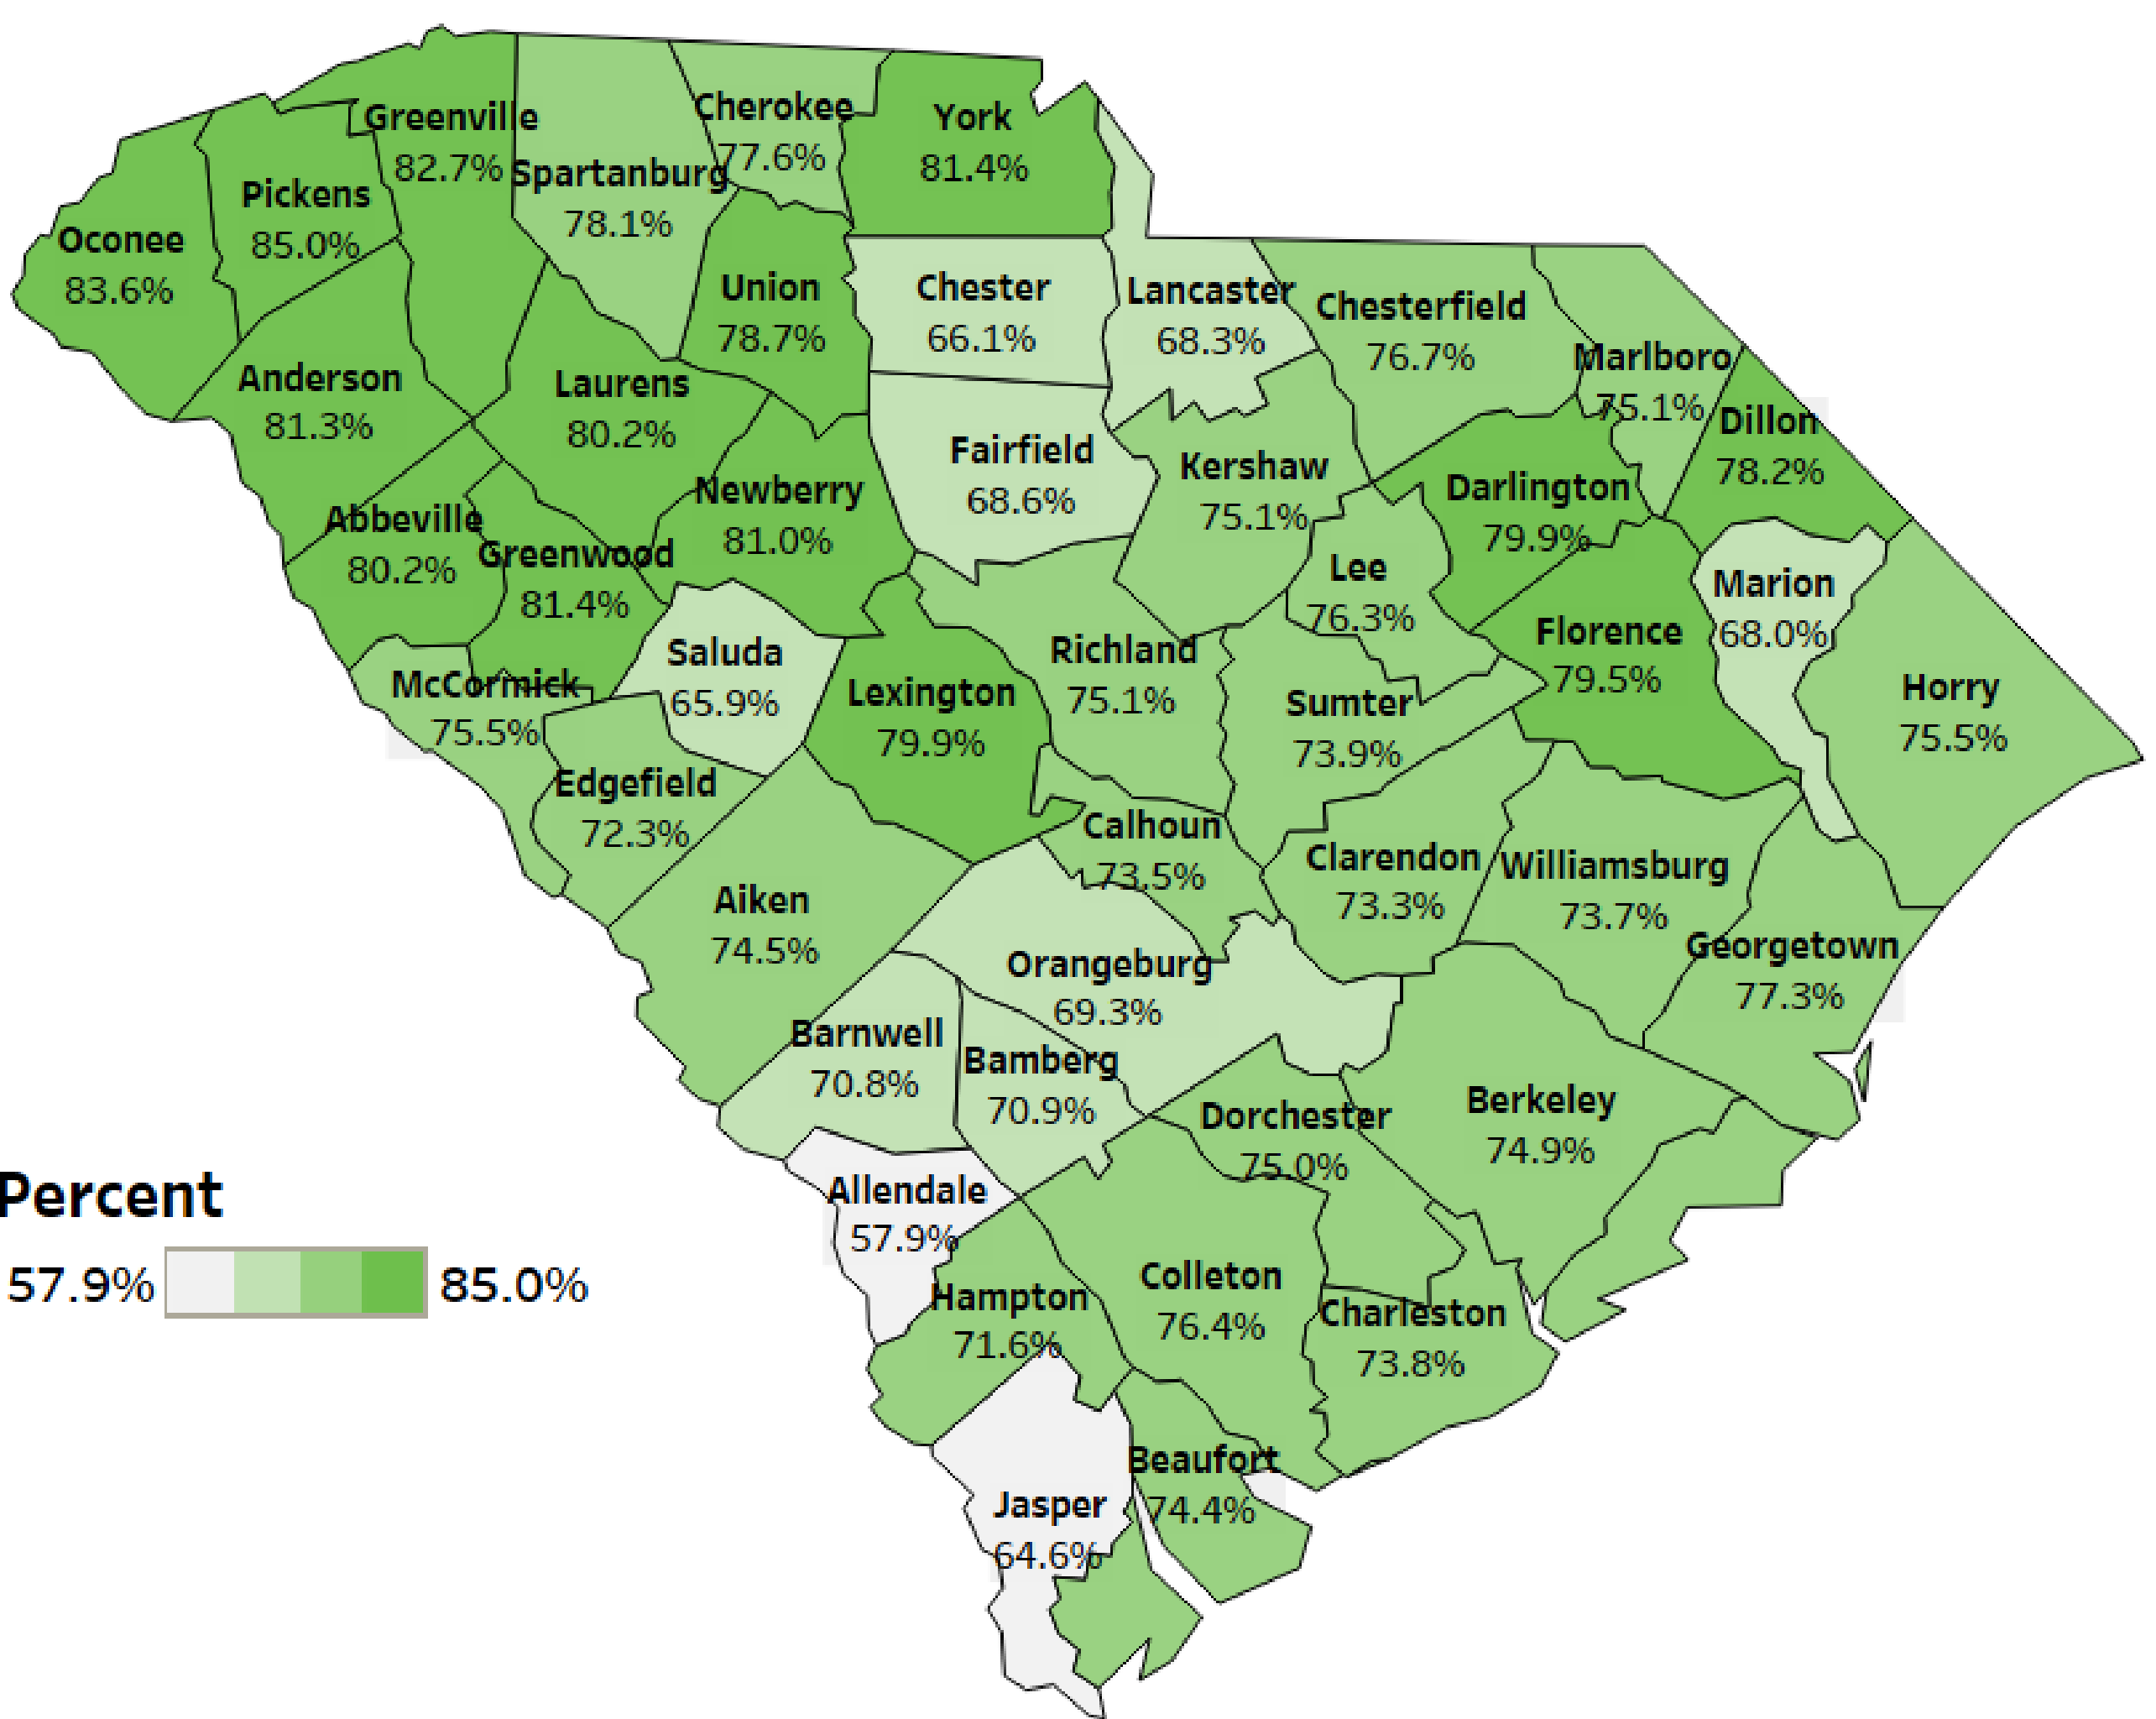 Greenville
82.7%
Cherokee
77.6%
York
81.4%
Spartanburg
78.1%
Pickens
85.0%
Oconee
83.6%
Union
78.7%
Chester
66.1%
Lancaster
68.3%
Chesterfield
76.7%
Marlboro
75.1%
Dillon
78.2%
Anderson
81.3%
Laurens
80.2%
Fairfield
68.6%
Kershaw
75.1%
Darlington
79.9%
Newberry
81.0%
Abbeville
80.2%
Greenwood
81.4%
Lee
76.3%
Marion
68.0%
Florence
79.5%
Saluda
65.9%
Richland
75.1%
McCormick
75.5%
Lexington
79.9%
Sumter
73.9%
Horry
75.5%
Edgefield
72.3%
Calhoun
73.5%
Clarendon
73.3%
Williamsburg
73.7%
Aiken
74.5%
Georgetown
77.3%
Orangeburg
69.3%
Barnwell
70.8%
Bamberg
70.9%
Dorchester
75.0%
Berkeley
74.9%
Allendale
57.9%
Hampton
71.6%
Colleton
76.4%
Charleston
73.8%
Beaufort
74.4%
Jasper
64.6%
Percent
57.9% 85.0%